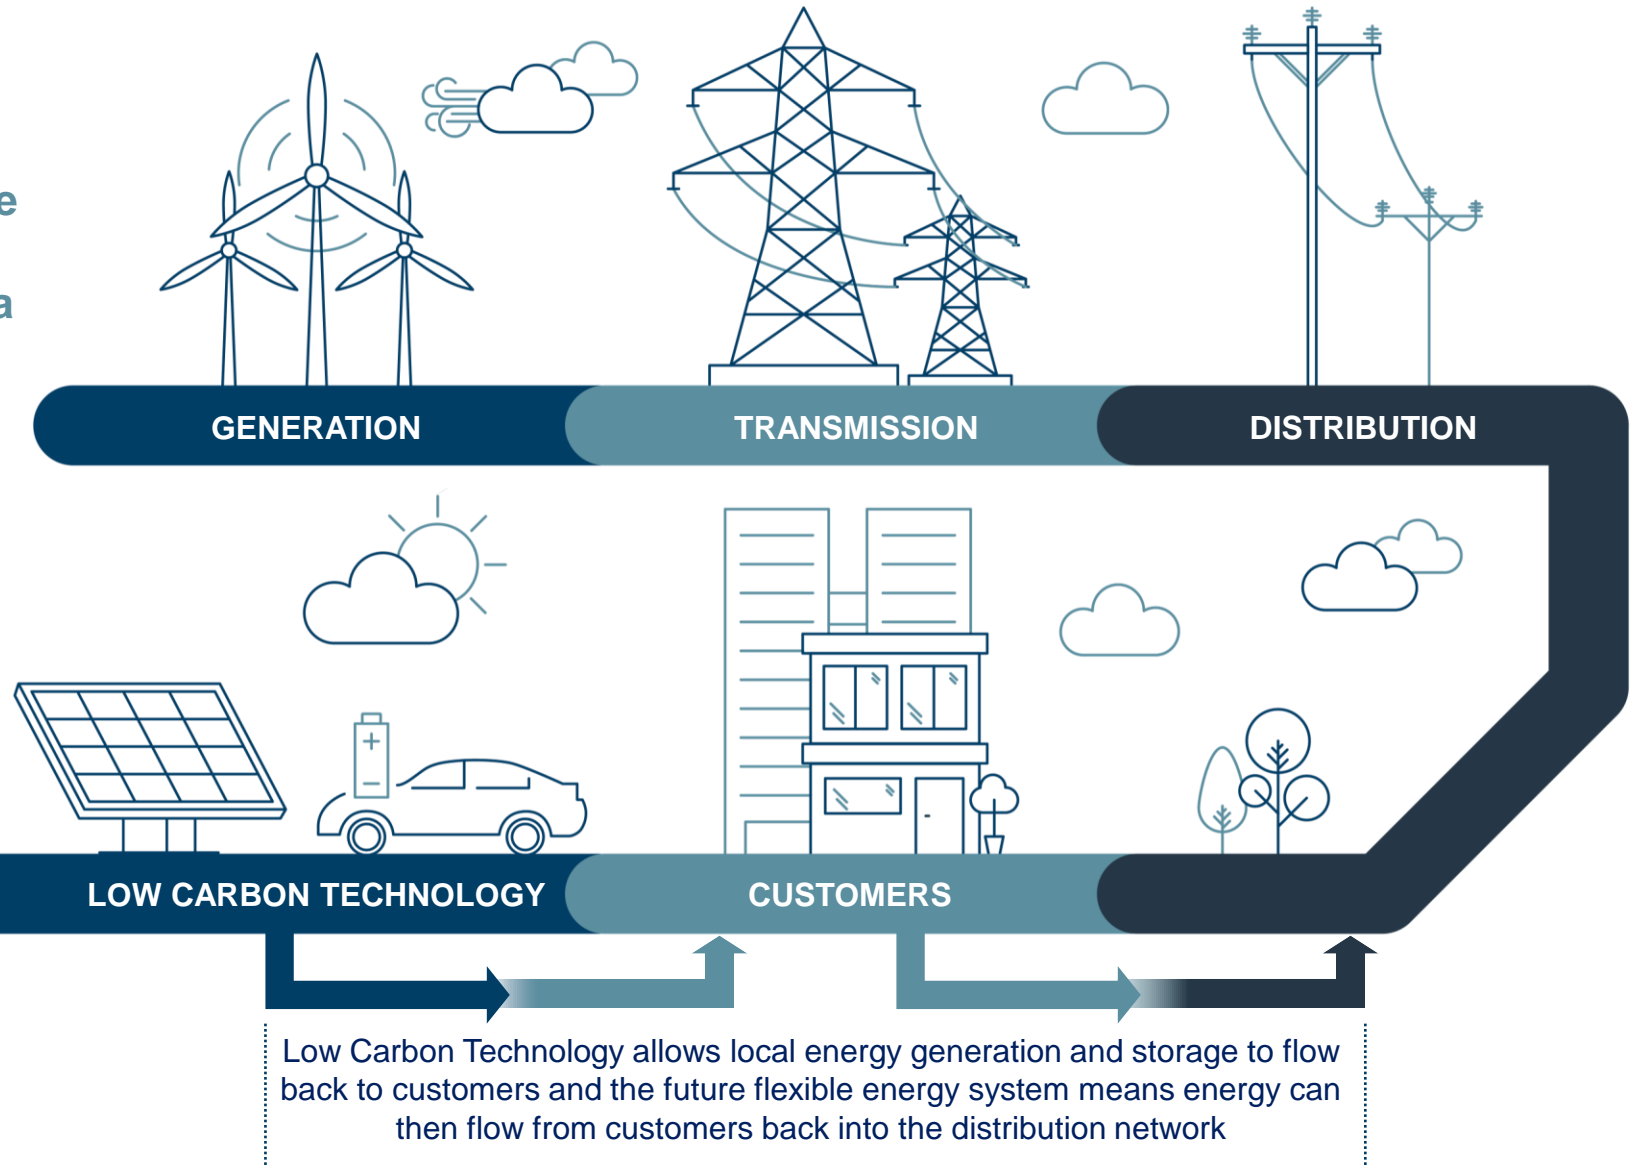 e
a
GENERATION
TRANSMISSION
DISTRIBUTION
+
−
LOW CARBON TECHNOLOGY
CUSTOMERS
Low Carbon Technology allows local energy generation and storage to flow
back to customers and the future flexible energy system means energy can
then flow from customers back into the distribution network